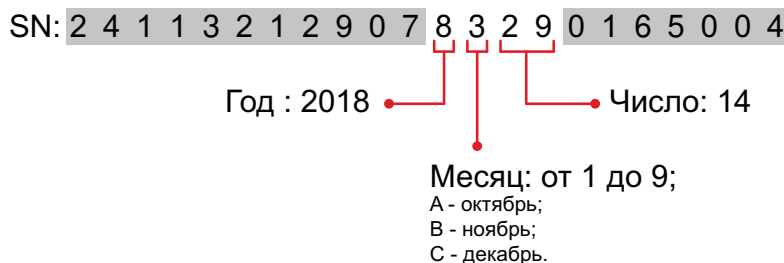 SN: 2 4 1 1 3 2 1 2 9 0 7 8 3 2 9 0 1 6 5 0 0 4
Год : 2018
Число: 14
Месяц: от 1 до 9;
А - октябрь;
В - ноябрь;
С - декабрь.